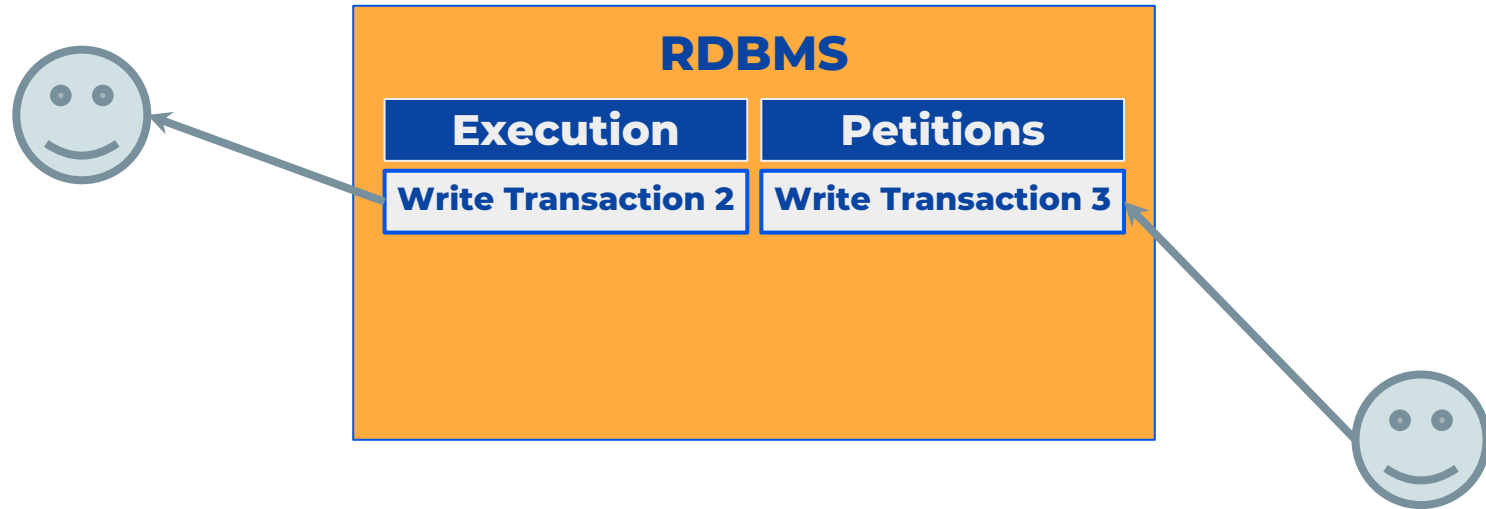 RDBMS
Execution
Petitions
Write Transaction 2
Write Transaction 3